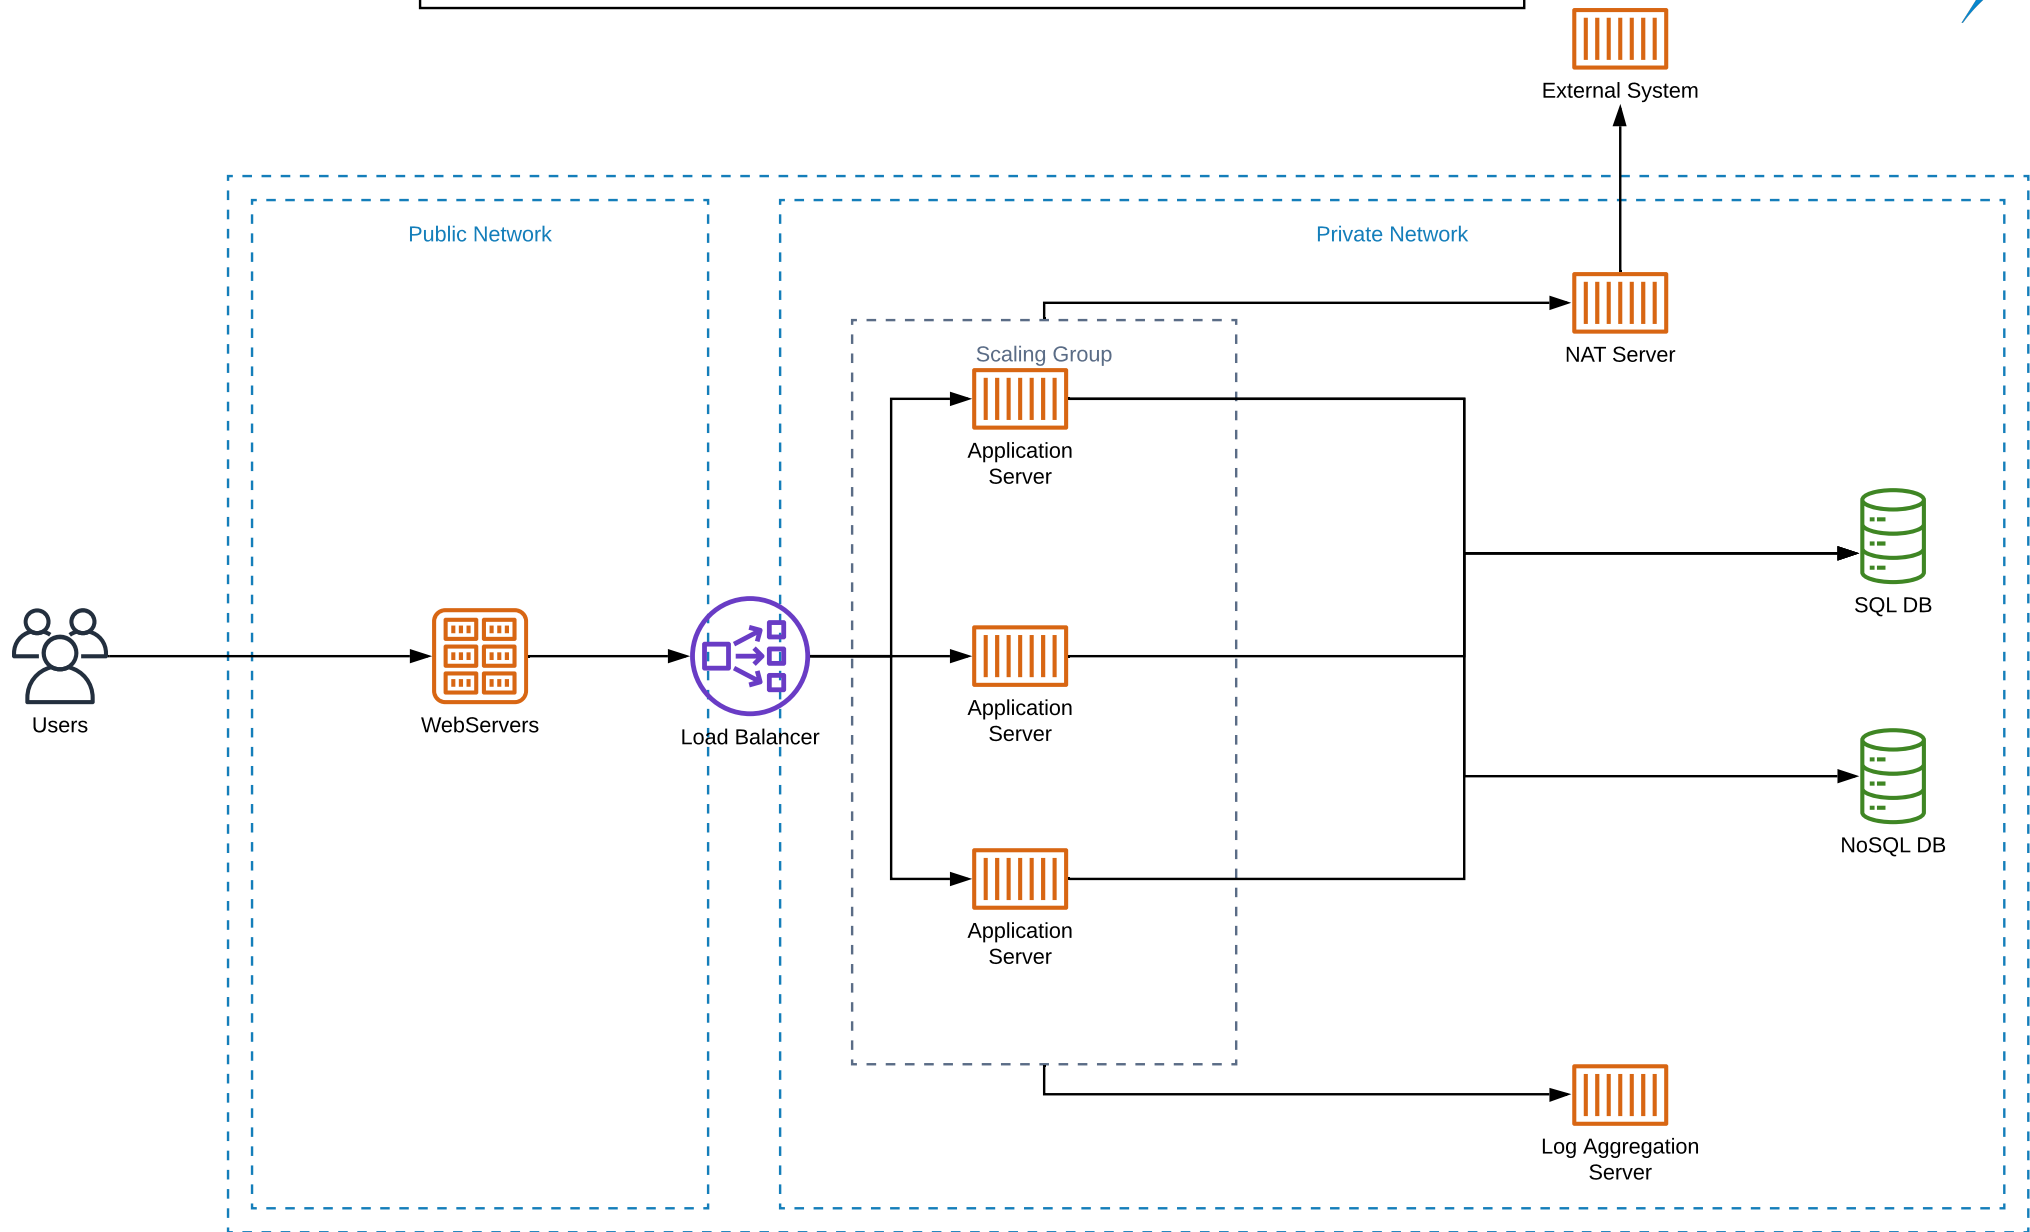 External System
Public Network
Private Network
NAT Server
Scaling Group
Application
Server
SQL DB
Users
WebServers
Load Balancer
Application
Server
NoSQL DB
Application
Server
Log Aggregation
Server